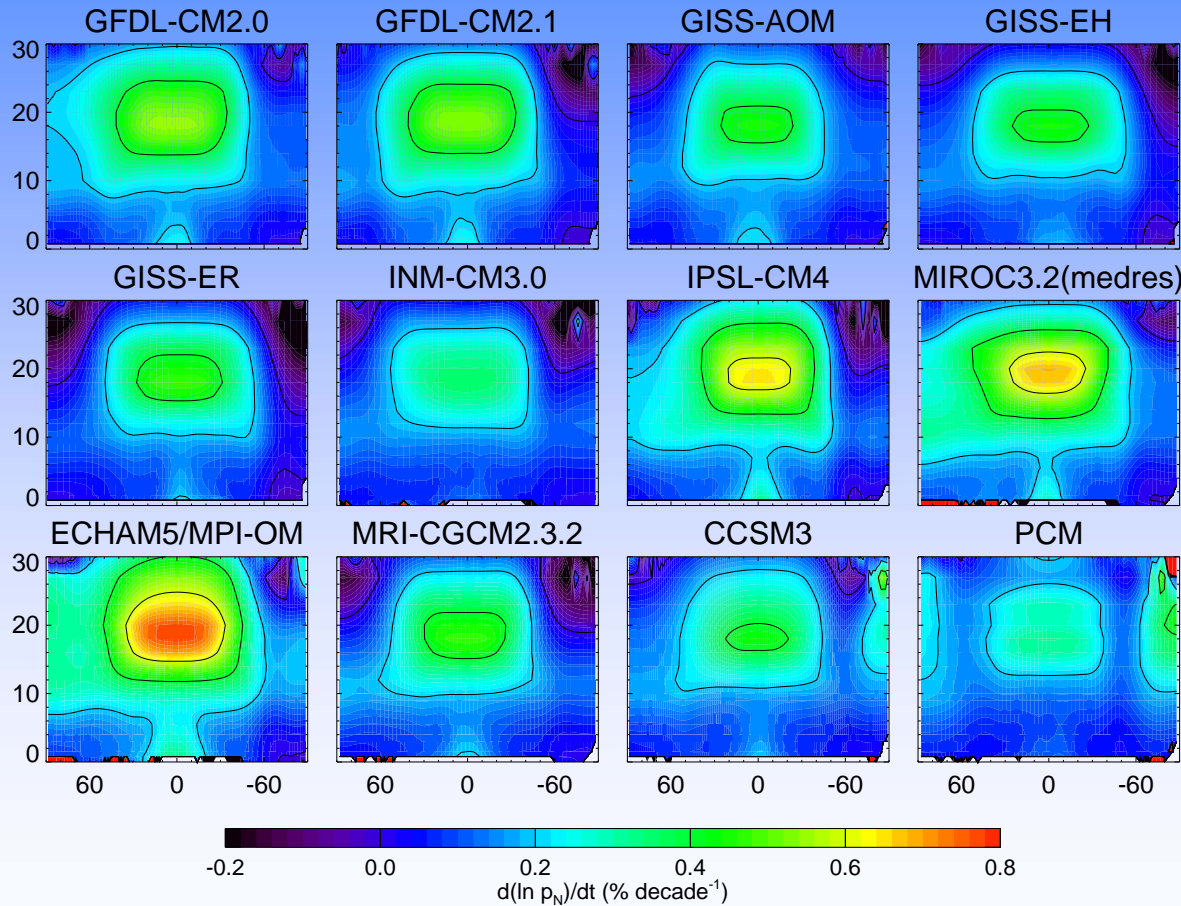 GFDL-CM2.0 GFDL-CM2.1 GISS-AOM GISS-EH
30
20
10
0
GISS-ER INM-CM3.0 IPSL-CM4 MIROC3.2(medres)
30
20
10
0
ECHAM5/MPI-OM MRI-CGCM2.3.2 CCSM3 PCM
30
20
10
0
60 0 -60 60 0 -60 60 0 -60 60 0 -60
-0.2 0.0 0.2 0.4 0.6 0.8
d(ln p_N)/dt (% decade⁻¹)